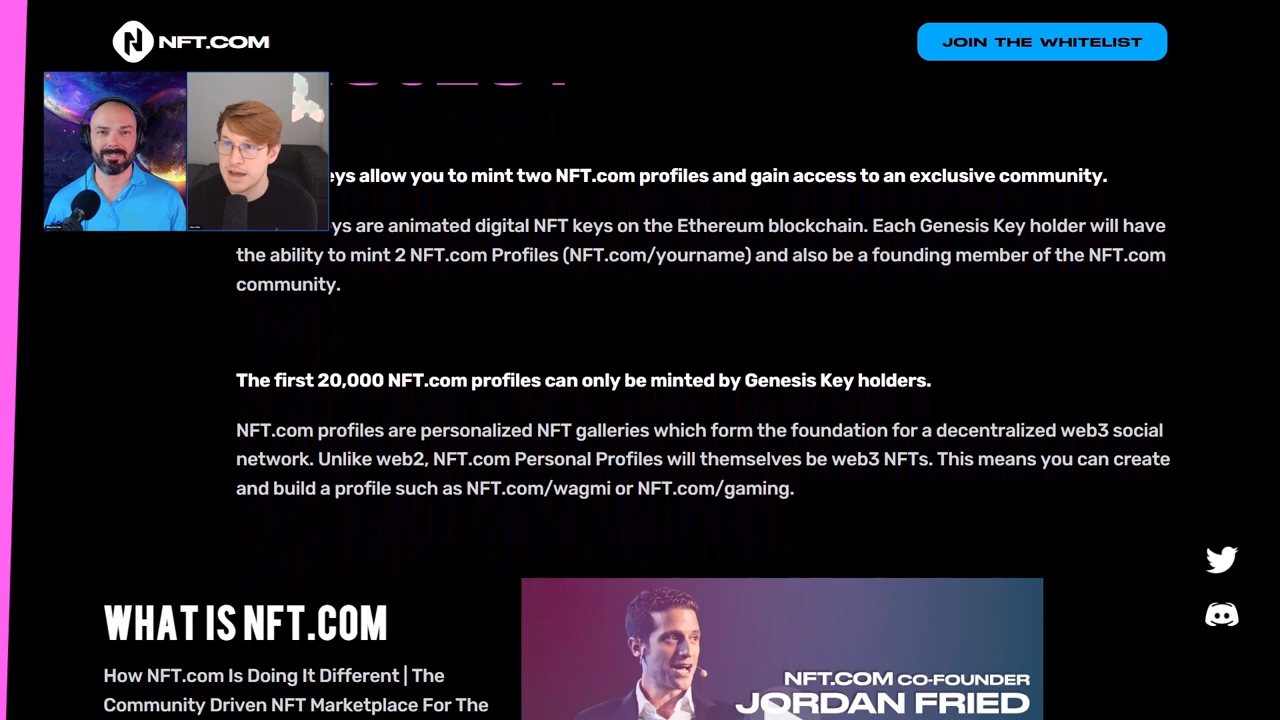 NFT.COM
JOIN THE WHITELIST
eys allow you to mint two NFT.com profiles and gain access to an exclusive community.
ys are animated digital NFT keys on the Ethereum blockchain. Each Genesis Key holder will have
the ability to mint 2 NFT.com Profiles (NFT.com/yourname) and also be a founding member of the NFT.com
community.
The first 20,000 NFT.com profiles can only be minted by Genesis Key holders.
NFT.com profiles are personalized NFT galleries which form the foundation for a decentralized web3 social
network. Unlike web2, NFT.com Personal Profiles will themselves be web3 NFTs. This means you can create
and build a profile such as NFT.com/wagmi or NFT.com/gaming.
WHAT IS NFT.COM
How NFT.com Is Doing It Different | The
Community Driven NFT Marketplace For The
NFT.COM CO-FOUNDER
JORDAN FRIED